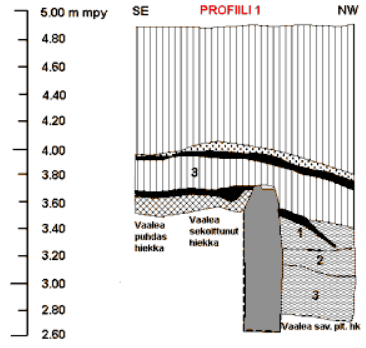 5.00 m mpy
SE
PROFIILI 1
NW
4.80
4.60
4.40
4.20
4.00
3.80
3.60
3.40
3.20
3.00
2.80
2.60
3
1
2
3
Vaalea
puhdas
hiekka
Vaalea
sekoittunut
hiekka
Vaalea sav. pit. hk